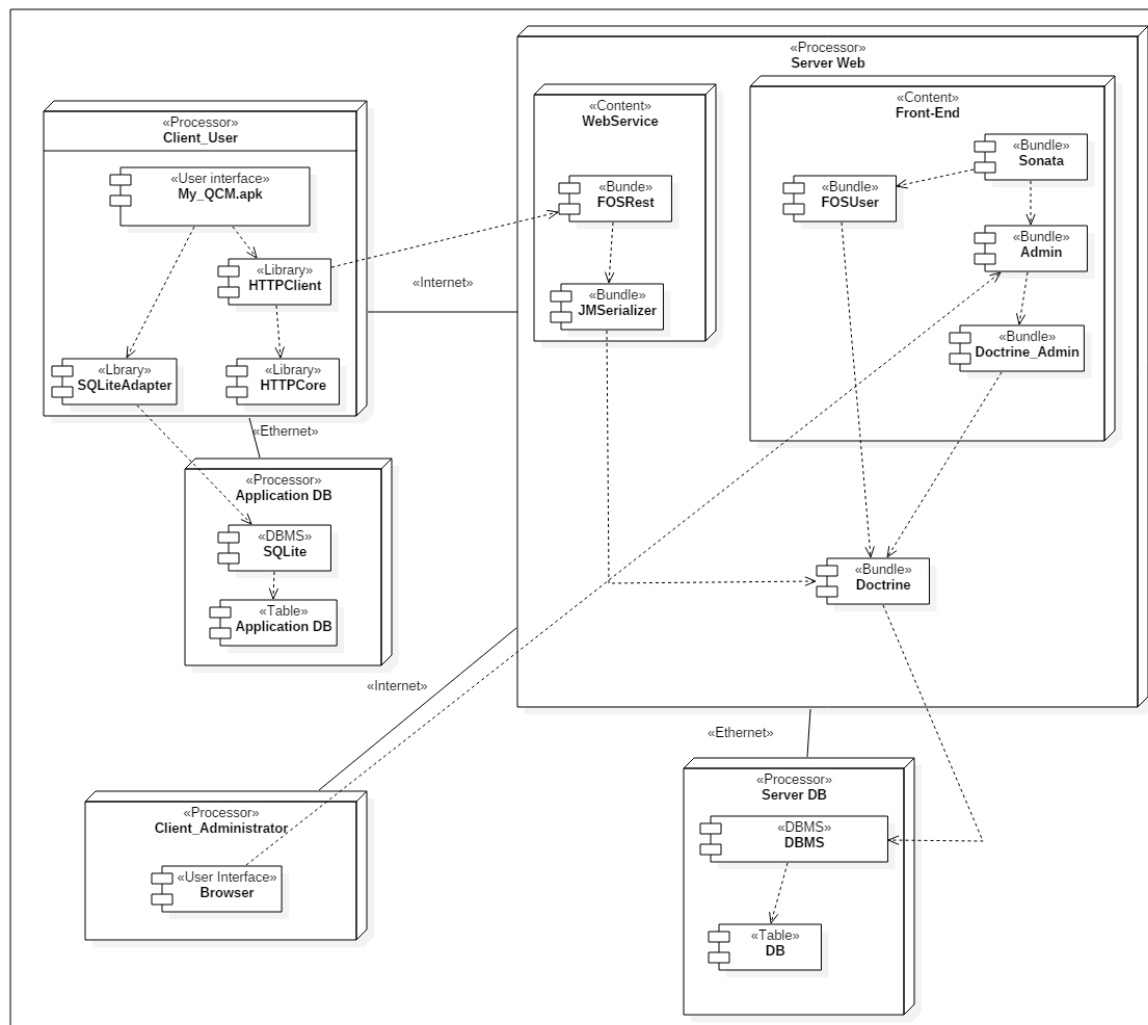 «Processor»
Server Web
«Content»
WebService
«Content»
Front-End
«Processor»
Client_User
«User interface»
My_QCM.apk
«Library»
HTTPClient
«Lbrary»
SQLiteAdapter
«Library»
HTTPCore
«Internet»
«Bunde»
FOSRest
«Bundle»
JMSerializer
«Bundle»
Sonata
«Bundle»
FOSUser
«Bundle»
Admin
«Bundle»
Doctrine_Admin
«Bundle»
Doctrine
«Ethernet»
«Processor»
Application DB
«DBMS»
SQLite
«Table»
Application DB
«Internet»
«Processor»
Client_Administrator
«User Interface»
Browser
«Ethernet»
«Processor»
Server DB
«DBMS»
DBMS
«Table»
DB